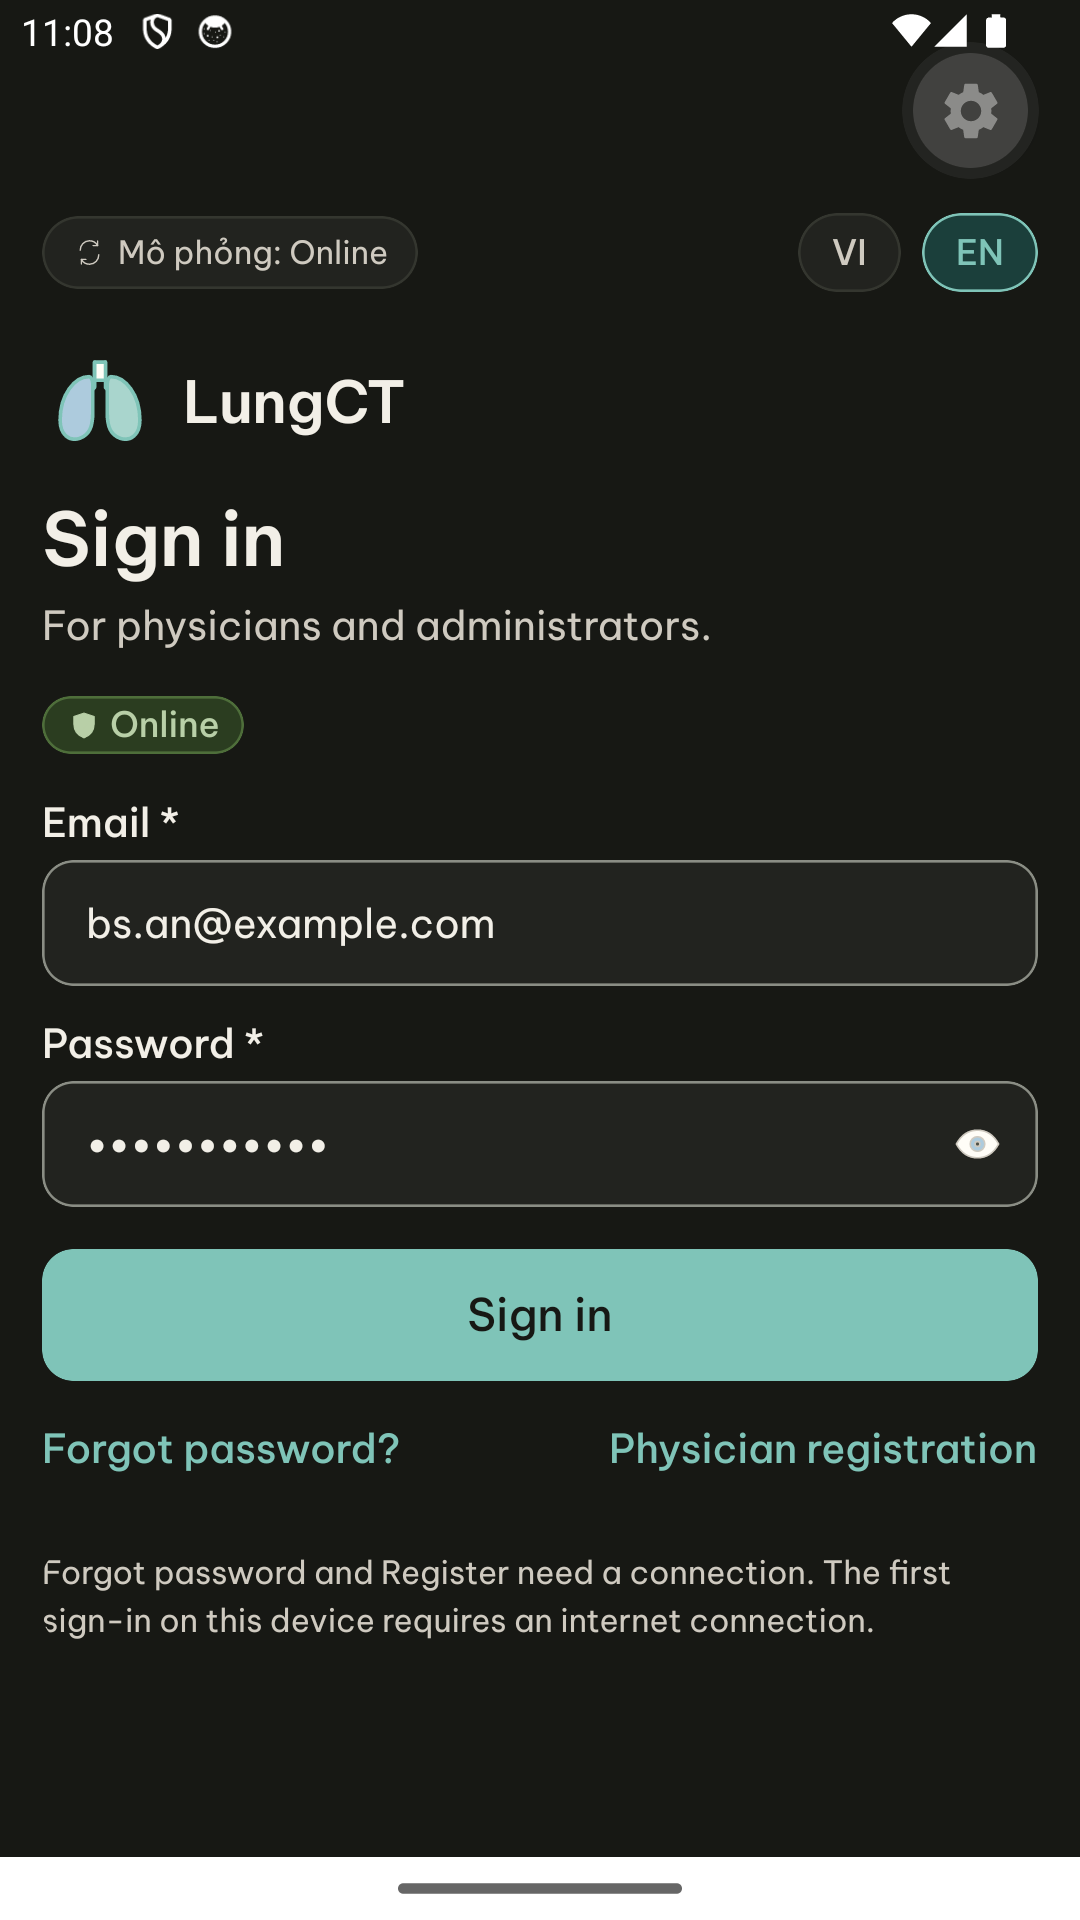 11:08
Mô phỏng: Online
VI
EN
LungCT
Sign in
For physicians and administrators.
Online
Email *
bs.an@example.com
Password *
•••••••••••
Sign in
Forgot password?
Physician registration
Forgot password and Register need a connection. The first
sign-in on this device requires an internet connection.